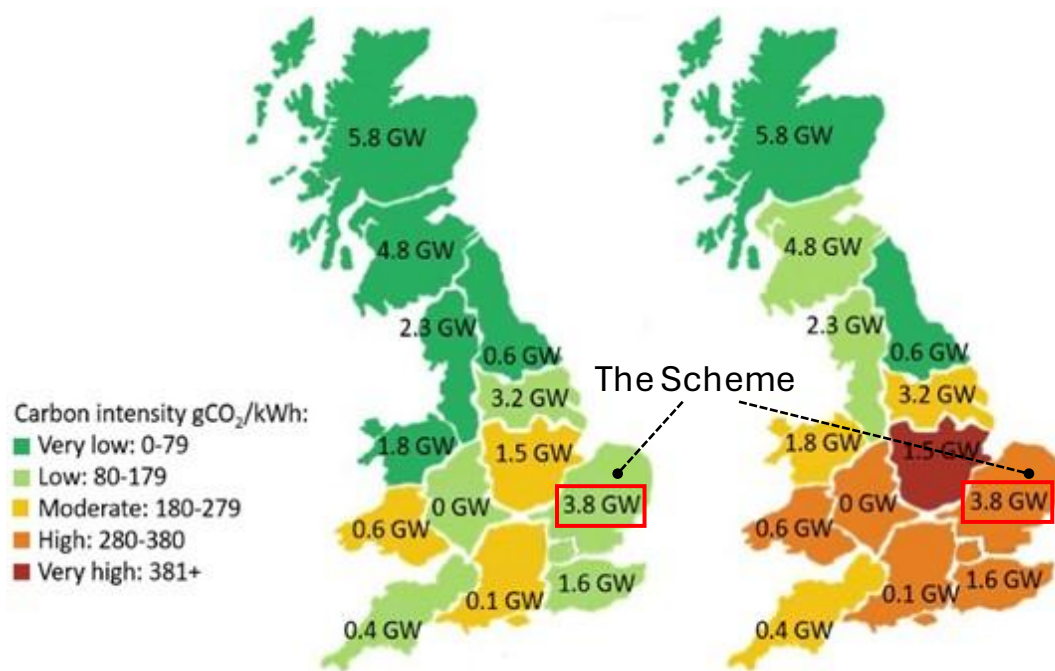 5.8 GW
4.8 GW
2.3 GW
0.6 GW
3.2 GW
1.8 GW
1.5 GW
0 GW
3.8 GW
0.6 GW
0.1 GW
1.6 GW
0.4 GW
The Scheme
Carbon intensity gCO₂/kWh:
Very low: 0-79
Low: 80-179
Moderate: 180-279
High: 280-380
Very high: 381+
5.8 GW
4.8 GW
2.3 GW
0.6 GW
3.2 GW
1.8 GW
1.5 GW
0 GW
3.8 GW
0.6 GW
0.1 GW
1.6 GW
0.4 GW